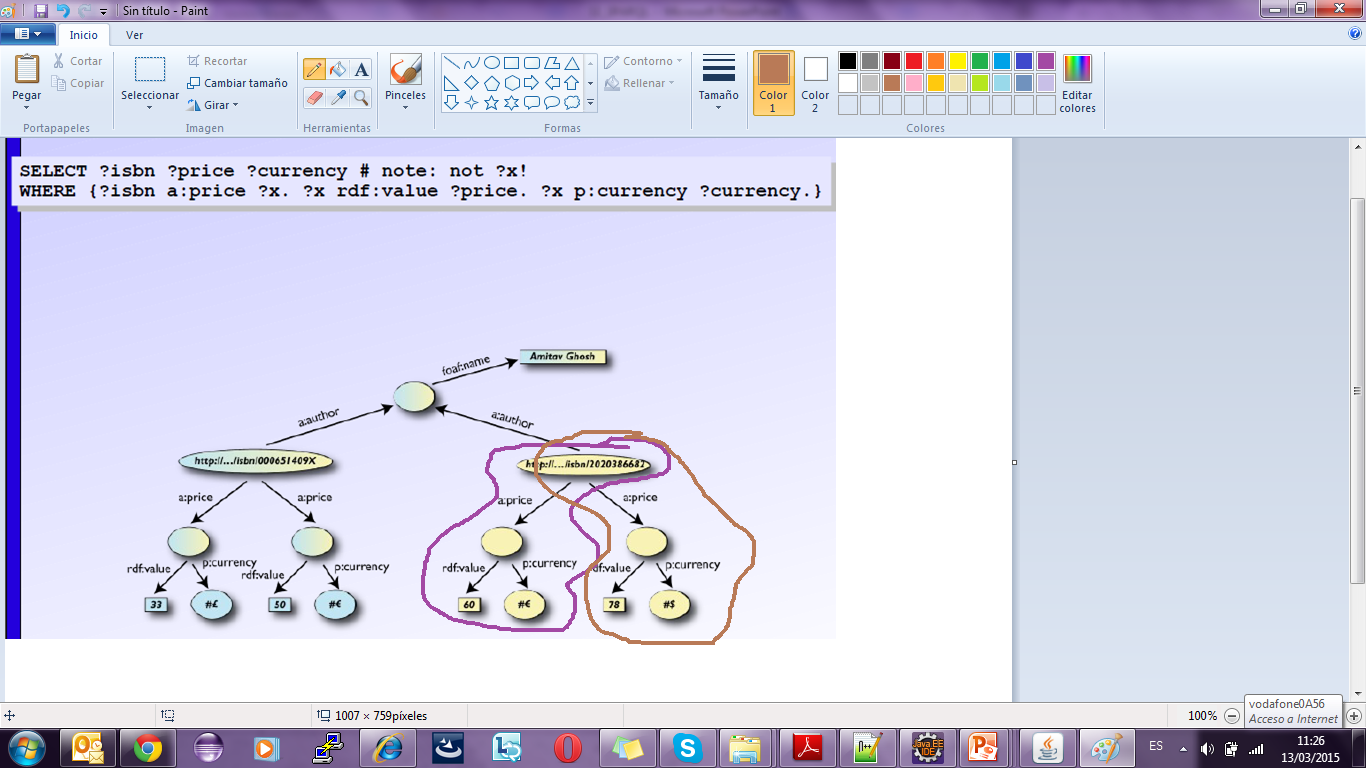 Sin título - Paint
Inicio Ver
Pegar
Cortar
Copiar
Portapapeles
Seleccionar
Recortar
Cambiar tamaño
Girar
Imagen
A
Herramientas
Pinceles
Contorno
Rellenar
Formas
Tamaño
Color 1
Color 2
Editar colores
Colores
SELECT ?isbn ?price ?currency # note: not ?x!
WHERE {?isbn a:price ?x. ?x rdf:value ?price. ?x p:currency ?currency.}
foaf:name
Amitav Ghosh
a:author a:author
http://.../isbn/000651409X http://.../isbn/2020386682
a:price a:price a:price a:price
rdf:value p:currency rdf:value p:currency rdf:value p:currency rdf:value p:currency
33 #£ 50 #€ 60 #€ 78 #$
1007 × 759píxeles
100%
vodafone0A56
Acceso a Internet
ES
11:26
13/03/2015